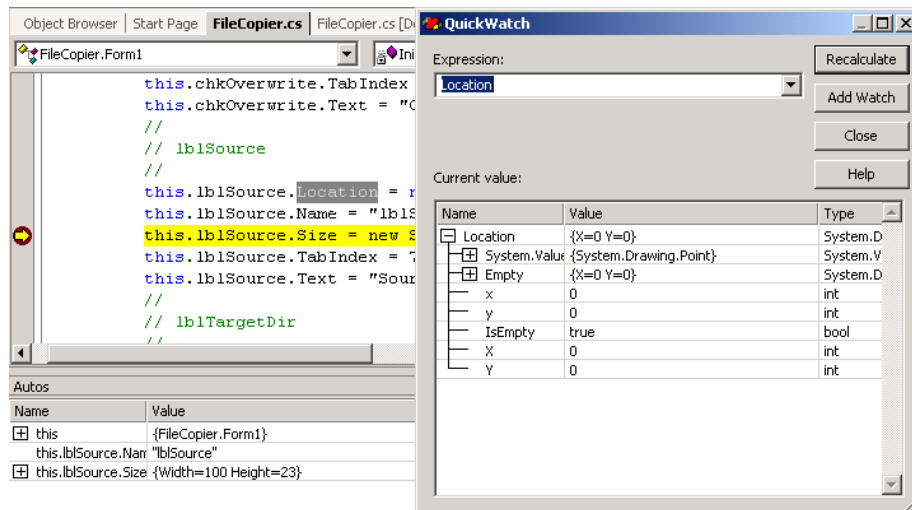 Object Browser | Start Page | FileCopier.cs | FileCopier.cs [De
FileCopier.Form1
Ini
this.chkOverwrite.TabIndex
this.chkOverwrite.Text = "O
//
// lblSource
//
this.lblSource.Location = n
this.lblSource.Name = "lblS
this.lblSource.Size = new S
this.lblSource.TabIndex = 7
this.lblSource.Text = "Sour
//
// lblTargetDir
//
Autos
Name Value
this {FileCopier.Form1}
this.lblSource.Nam "lblSource"
this.lblSource.Size {Width=100 Height=23}
QuickWatch
Expression:
Location
Recalculate
Add Watch
Close
Help
Current value:
Name Value Type
Location {X=0 Y=0} System.D
System.Value {System.Drawing.Point} System.V
Empty {X=0 Y=0} System.D
x 0 int
y 0 int
IsEmpty true bool
X 0 int
Y 0 int